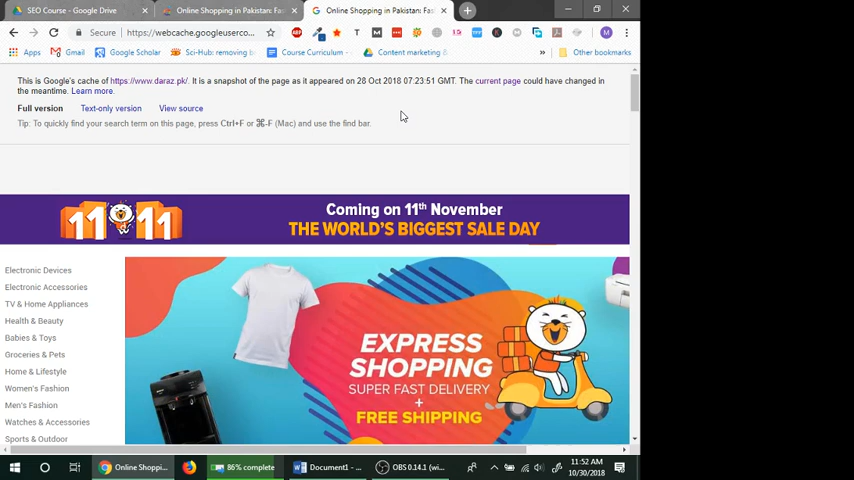 SEO Course - Google Drive
Online Shopping in Pakistan: Fas
Online Shopping in Pakistan: Fas
Secure
https://webcache.googleuserco...
Apps
Gmail
Google Scholar
Sci-Hub: removing b
Course Curriculum -
Content marketing &
Other bookmarks
This is Google's cache of https://www.daraz.pk/. It is a snapshot of the page as it appeared on 28 Oct 2018 07:23:51 GMT. The current page could have changed in
the meantime. Learn more.
Full version
Text-only version
View source
Tip: To quickly find your search term on this page, press Ctrl+F or ⌘-F (Mac) and use the find bar.
11 11
Coming on 11th November
THE WORLD'S BIGGEST SALE DAY
Electronic Devices
Electronic Accessories
TV & Home Appliances
Health & Beauty
Babies & Toys
Groceries & Pets
Home & Lifestyle
Women's Fashion
Men's Fashion
Watches & Accessories
Sports & Outdoor
EXPRESS
SHOPPING
SUPER FAST DELIVERY
+
FREE SHIPPING
Online Shoppi...
86% complete
Document1 - ...
OBS 0.14.1 (wi...
11:52 AM
10/30/2018